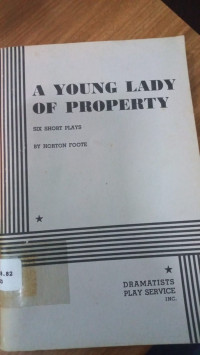 A YOUNG LADY
OF PROPERTY
SIX SHORT PLAYS
BY HORTON FOOTE
DRAMATISTS
PLAY SERVICE
INC.